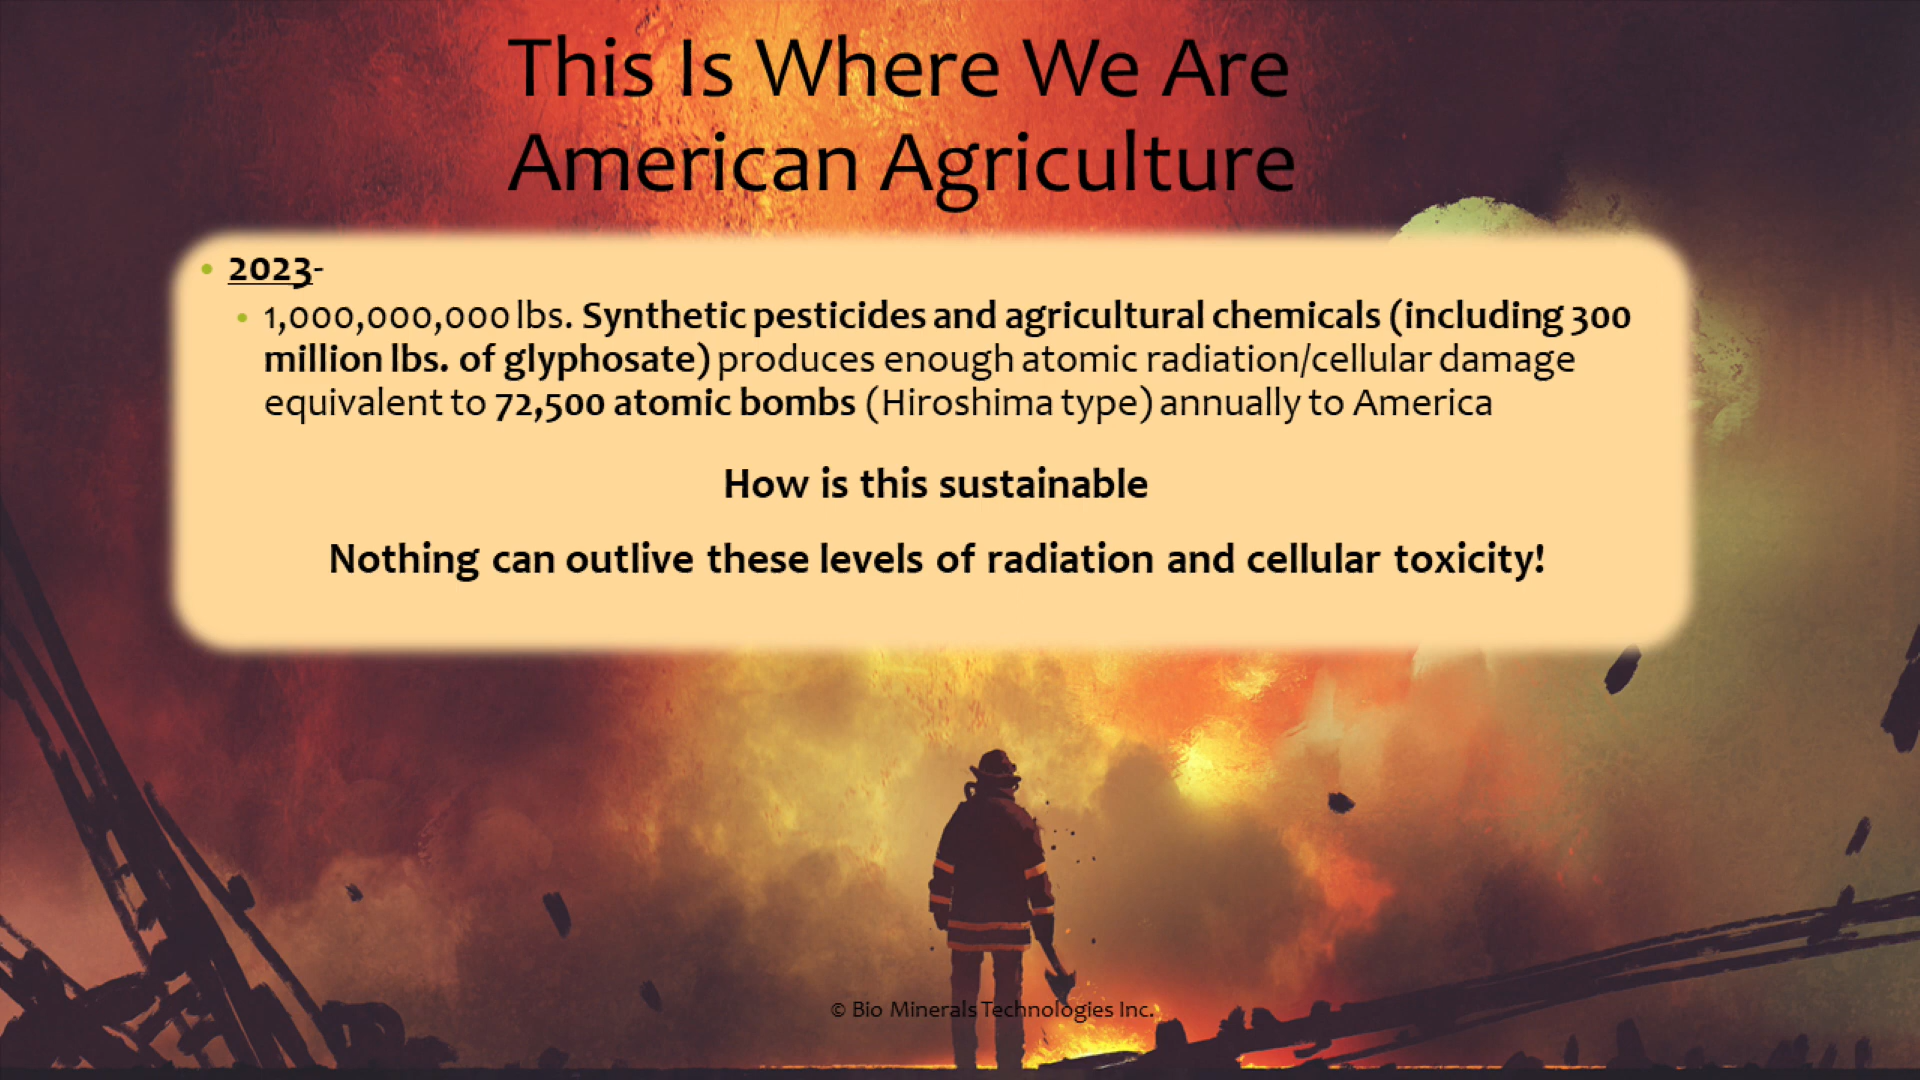 This Is Where We Are
American Agriculture
• 2023-
• 1,000,000,000 lbs. Synthetic pesticides and agricultural chemicals (including 300
million lbs. of glyphosate) produces enough atomic radiation/cellular damage
equivalent to 72,500 atomic bombs (Hiroshima type) annually to America
How is this sustainable
Nothing can outlive these levels of radiation and cellular toxicity!
© Bio Minerals Technologies Inc.